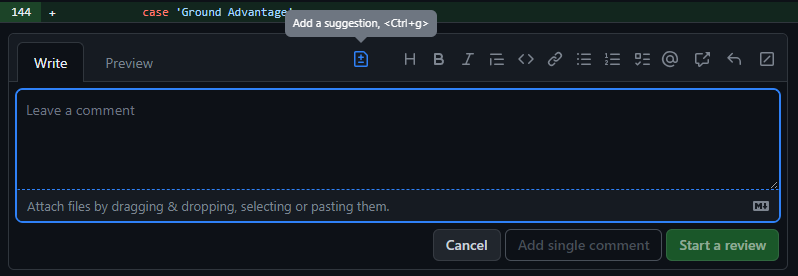 144 + case 'Ground Advantage'
Add a suggestion, <Ctrl+g>
Write Preview
Leave a comment
Attach files by dragging & dropping, selecting or pasting them.
Cancel Add single comment Start a review